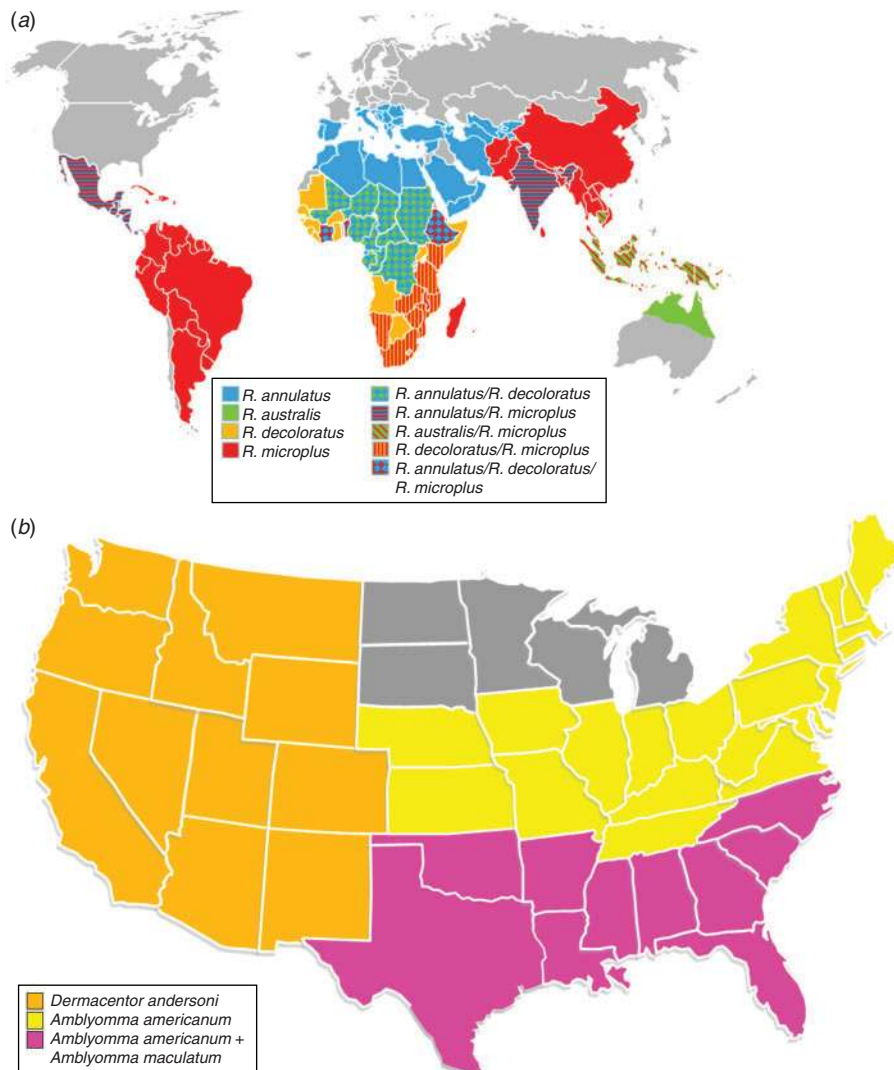 (a)
R. annulatus
R. australis
R. decoloratus
R. microplus
R. annulatus/R. decoloratus
R. annulatus/R. microplus
R. australis/R. microplus
R. decoloratus/R. microplus
R. annulatus/R. decoloratus/
R. microplus
(b)
Dermacentor andersoni
Amblyomma americanum
Amblyomma americanum +
Amblyomma maculatum